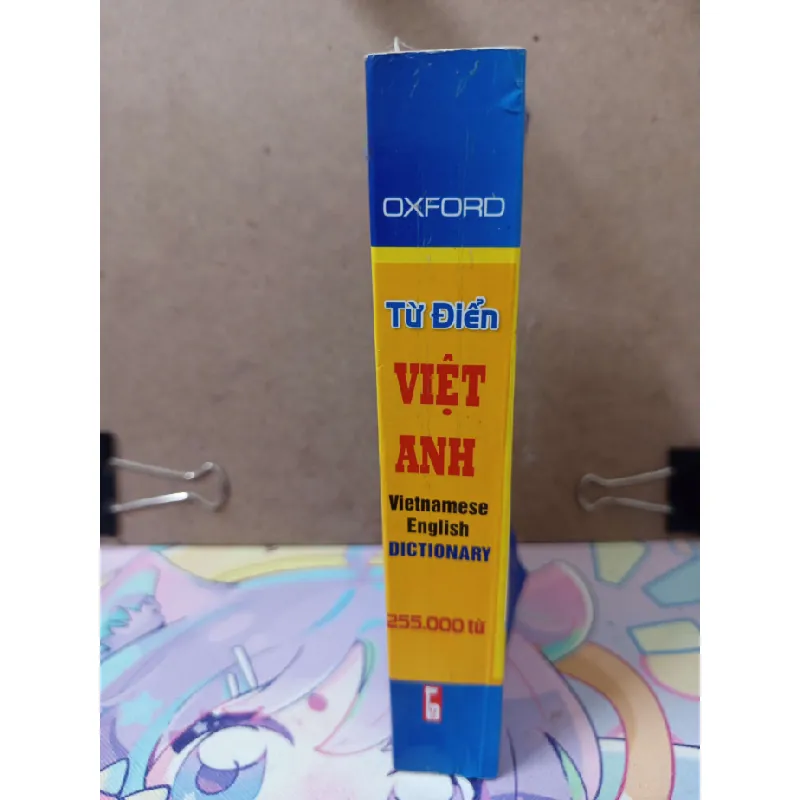 OXFORD
Từ Điển
VIỆT
ANH
Vietnamese
English
DICTIONARY
255.000 từ